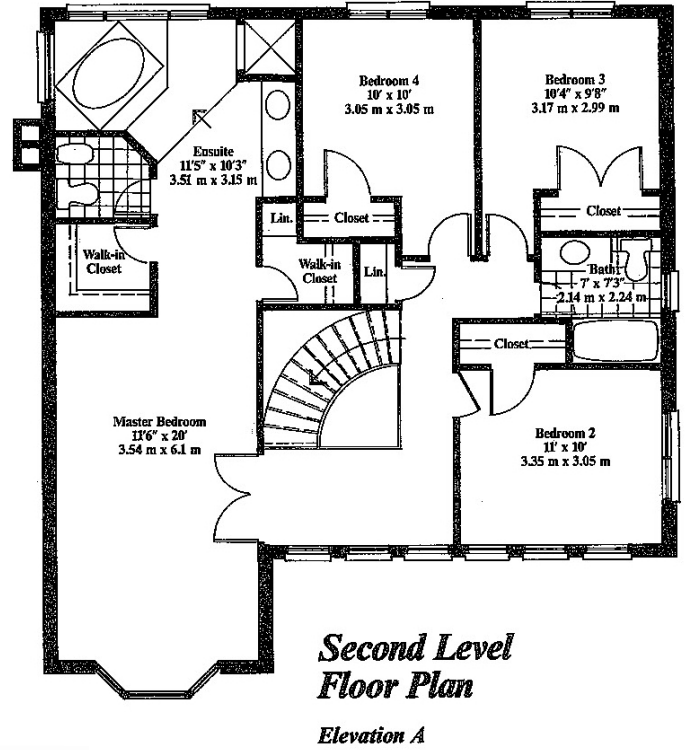 Bedroom 4
10' x 10'
3.05 m x 3.05 m
Bedroom 3
10'4" x 9'8"
3.17 m x 2.99 m
Ensuite
11'5" x 10'3"
3.51 m x 3.15 m
Lin.
Closet
Closet
Walk-in
Closet
Walk-in
Closet
Lin.
Bath
7' x 7'3"
2.14 m x 2.24 m
Closet
Master Bedroom
11'6" x 20'
3.54 m x 6.1 m
Bedroom 2
11' x 10'
3.35 m x 3.05 m
Second Level
Floor Plan
Elevation A